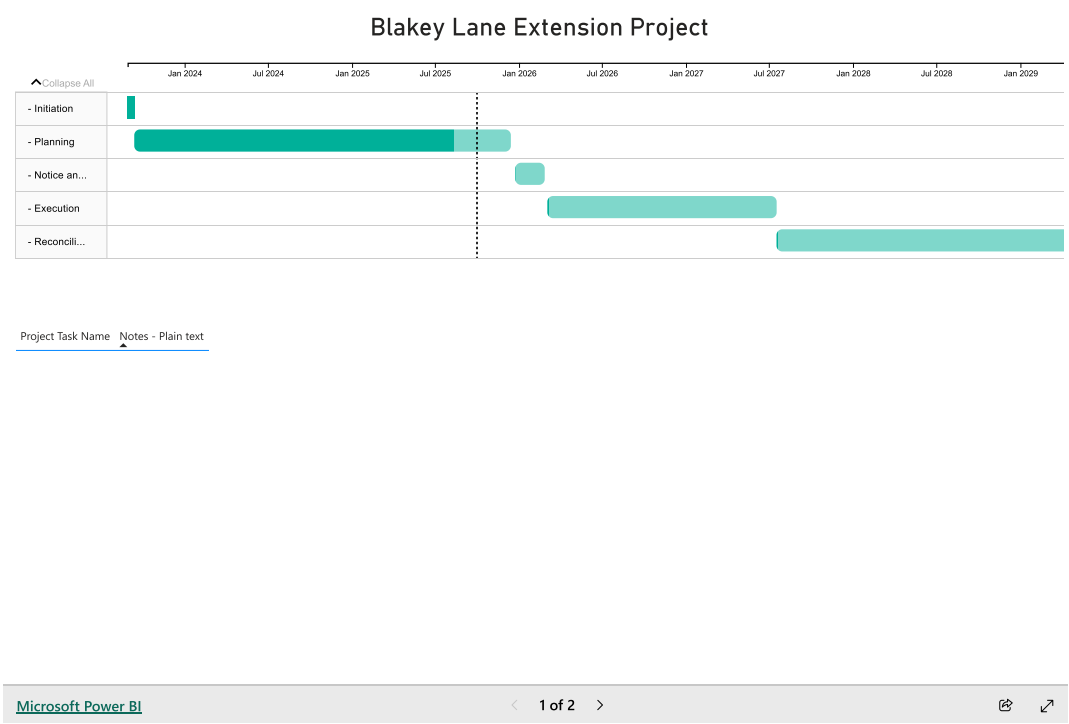 Blakey Lane Extension Project
Jan 2024 Jul 2024 Jan 2025 Jul 2025 Jan 2026 Jul 2026 Jan 2027 Jul 2027 Jan 2028 Jul 2028 Jan 2029
Collapse All
- Initiation
- Planning
- Notice an...
- Execution
- Reconcili...
Project Task Name Notes - Plain text
Microsoft Power BI 1 of 2